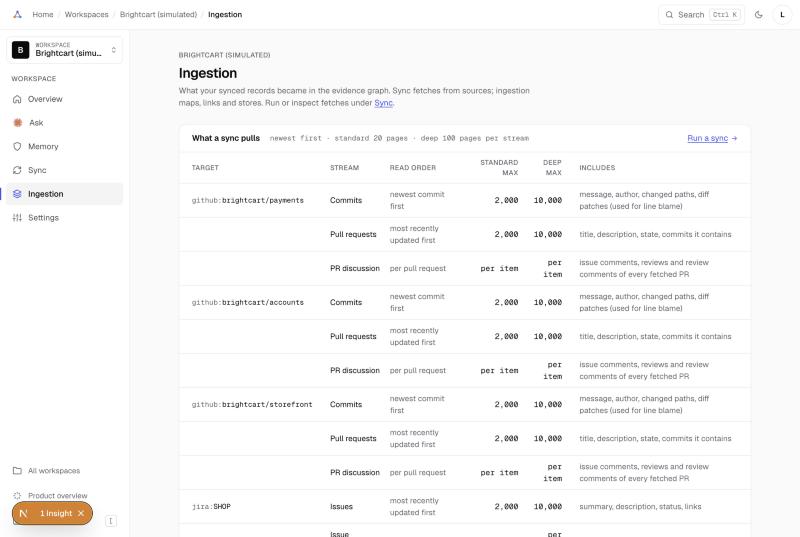 Home / Workspaces / Brightcart (simulated) / Ingestion
Search Ctrl K
L
B
WORKSPACE
Brightcart (simu...
WORKSPACE
Overview
Ask
Memory
Sync
Ingestion
Settings
All workspaces
Product overview
N 1 Insight ×
BRIGHTCART (SIMULATED)
Ingestion
What your synced records became in the evidence graph. Sync fetches from sources; ingestion
maps, links and stores. Run or inspect fetches under Sync.
What a sync pulls newest first · standard 20 pages · deep 100 pages per stream Run a sync →
TARGET STREAM READ ORDER STANDARD MAX DEEP MAX INCLUDES
github:brightcart/payments Commits newest commit first 2,000 10,000 message, author, changed paths, diff patches (used for line blame)
Pull requests most recently updated first 2,000 10,000 title, description, state, commits it contains
PR discussion per pull request per item per item issue comments, reviews and review comments of every fetched PR
github:brightcart/accounts Commits newest commit first 2,000 10,000 message, author, changed paths, diff patches (used for line blame)
Pull requests most recently updated first 2,000 10,000 title, description, state, commits it contains
PR discussion per pull request per item per item issue comments, reviews and review comments of every fetched PR
github:brightcart/storefront Commits newest commit first 2,000 10,000 message, author, changed paths, diff patches (used for line blame)
Pull requests most recently updated first 2,000 10,000 title, description, state, commits it contains
PR discussion per pull request per item per item issue comments, reviews and review comments of every fetched PR
jira:SHOP Issues most recently updated first 2,000 10,000 summary, description, status, links
Issue per